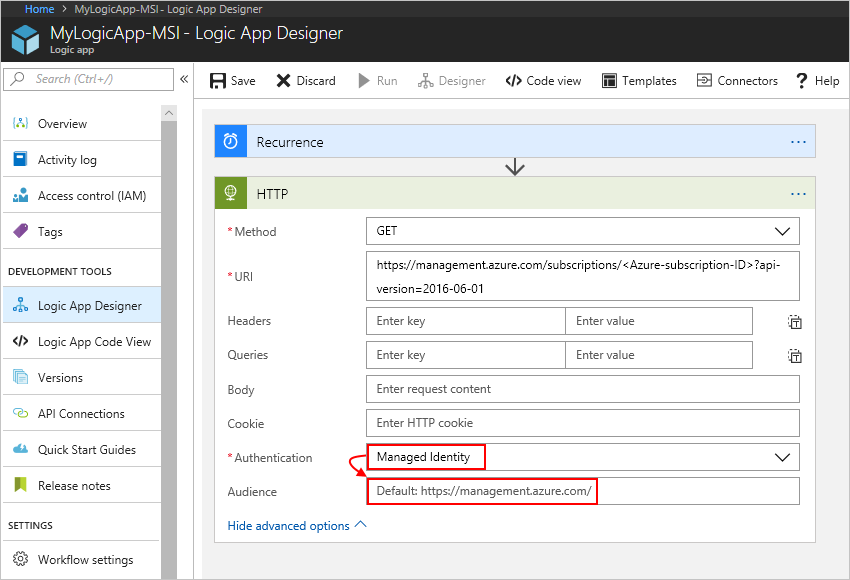 Home > MyLogicApp-MSI - Logic App Designer
MyLogicApp-MSI - Logic App Designer
Logic app
Search (Ctrl+/)
Overview
Activity log
Access control (IAM)
Tags
DEVELOPMENT TOOLS
Logic App Designer
Logic App Code View
Versions
API Connections
Quick Start Guides
Release notes
SETTINGS
Workflow settings
Save Discard Run Designer Code view Templates Connectors Help
Recurrence ...
HTTP ...
* Method GET
* URI https://management.azure.com/subscriptions/<Azure-subscription-ID>?api-
version=2016-06-01
Headers Enter key Enter value
Queries Enter key Enter value
Body Enter request content
Cookie Enter HTTP cookie
* Authentication Managed Identity
Audience Default: https://management.azure.com/
Hide advanced options